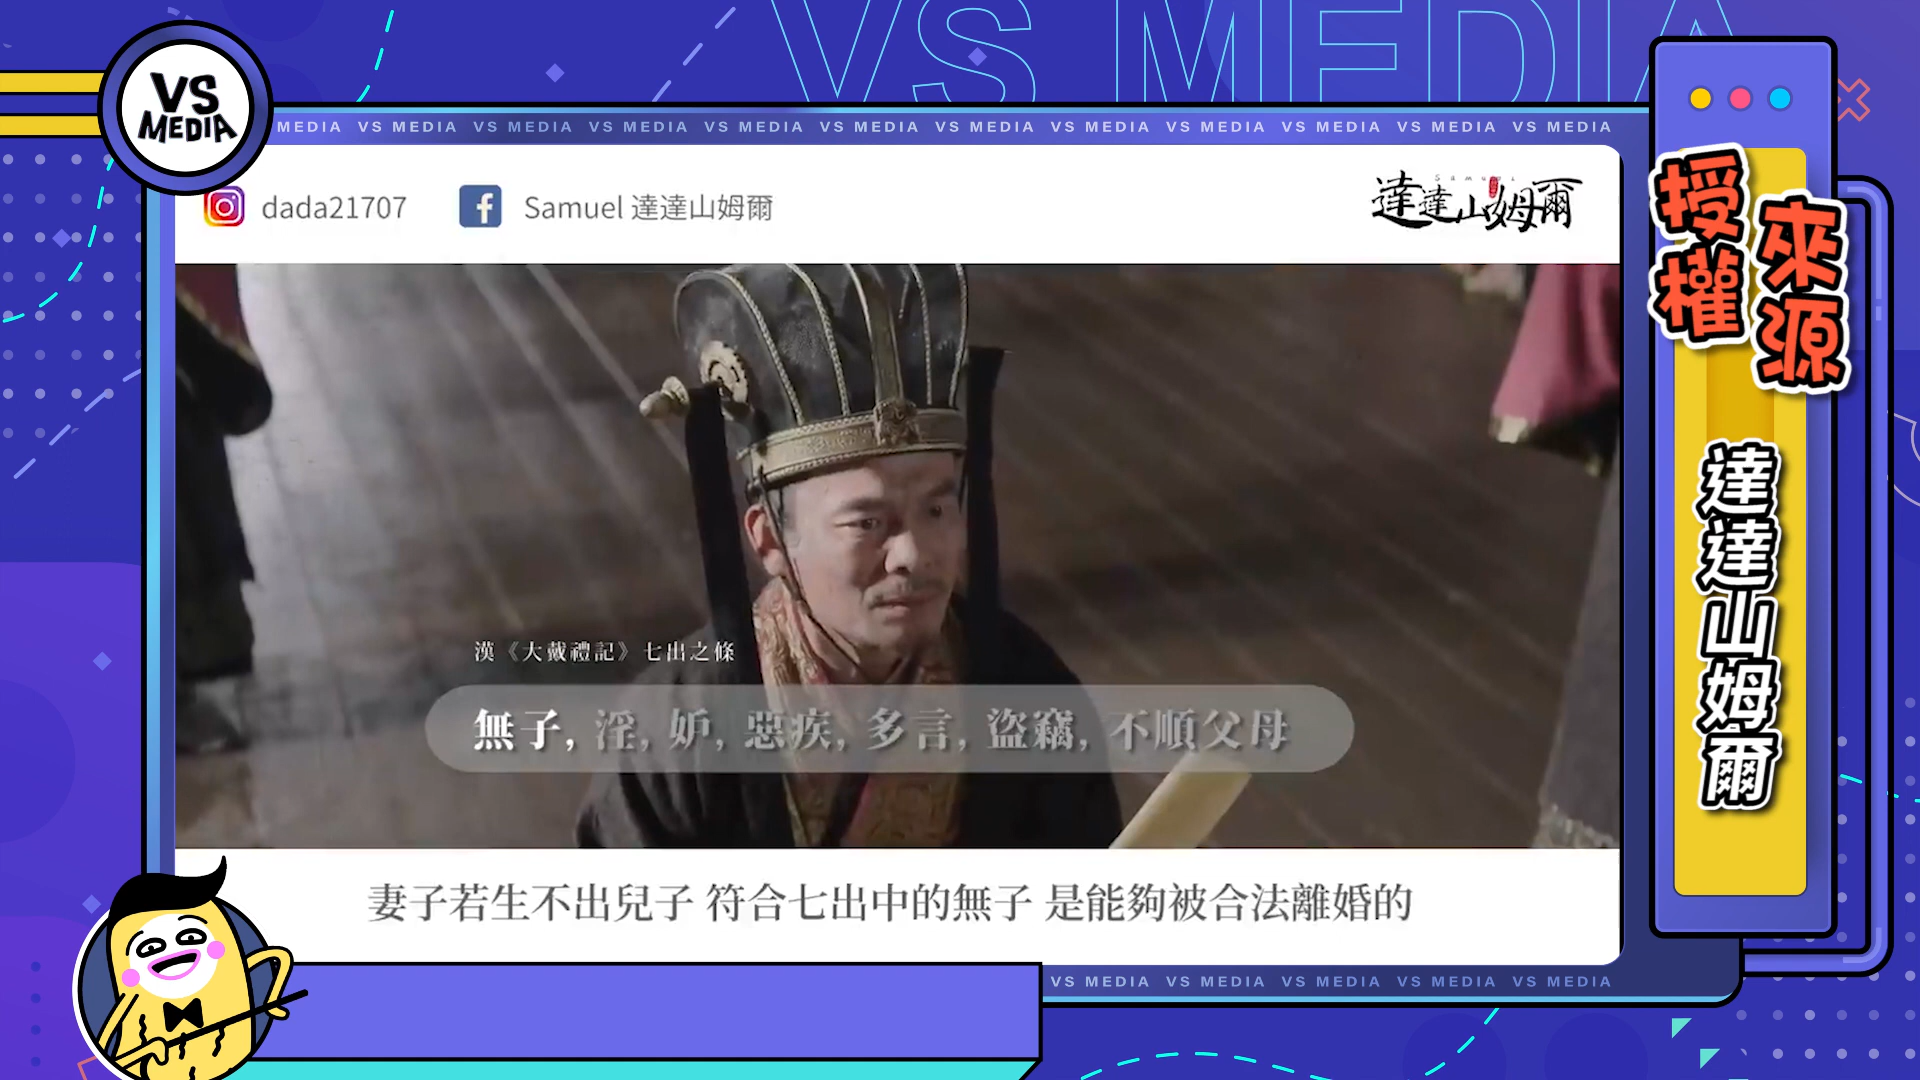 VS MEDIA
VS
MEDIA
MEDIA VS MEDIA VS MEDIA VS MEDIA VS MEDIA VS MEDIA VS MEDIA VS MEDIA VS MEDIA VS MEDIA VS MEDIA VS MEDIA
dada21707
Samuel 達達山姆爾
Samuel
達達山姆爾
授權
來源
達達山姆爾
漢《大戴禮記》七出之條
無子, 淫, 妒, 惡疾, 多言, 盜竊, 不順父母
妻子若生不出兒子 符合七出中的無子 是能夠被合法離婚的
VS MEDIA VS MEDIA VS MEDIA VS MEDIA VS MEDIA